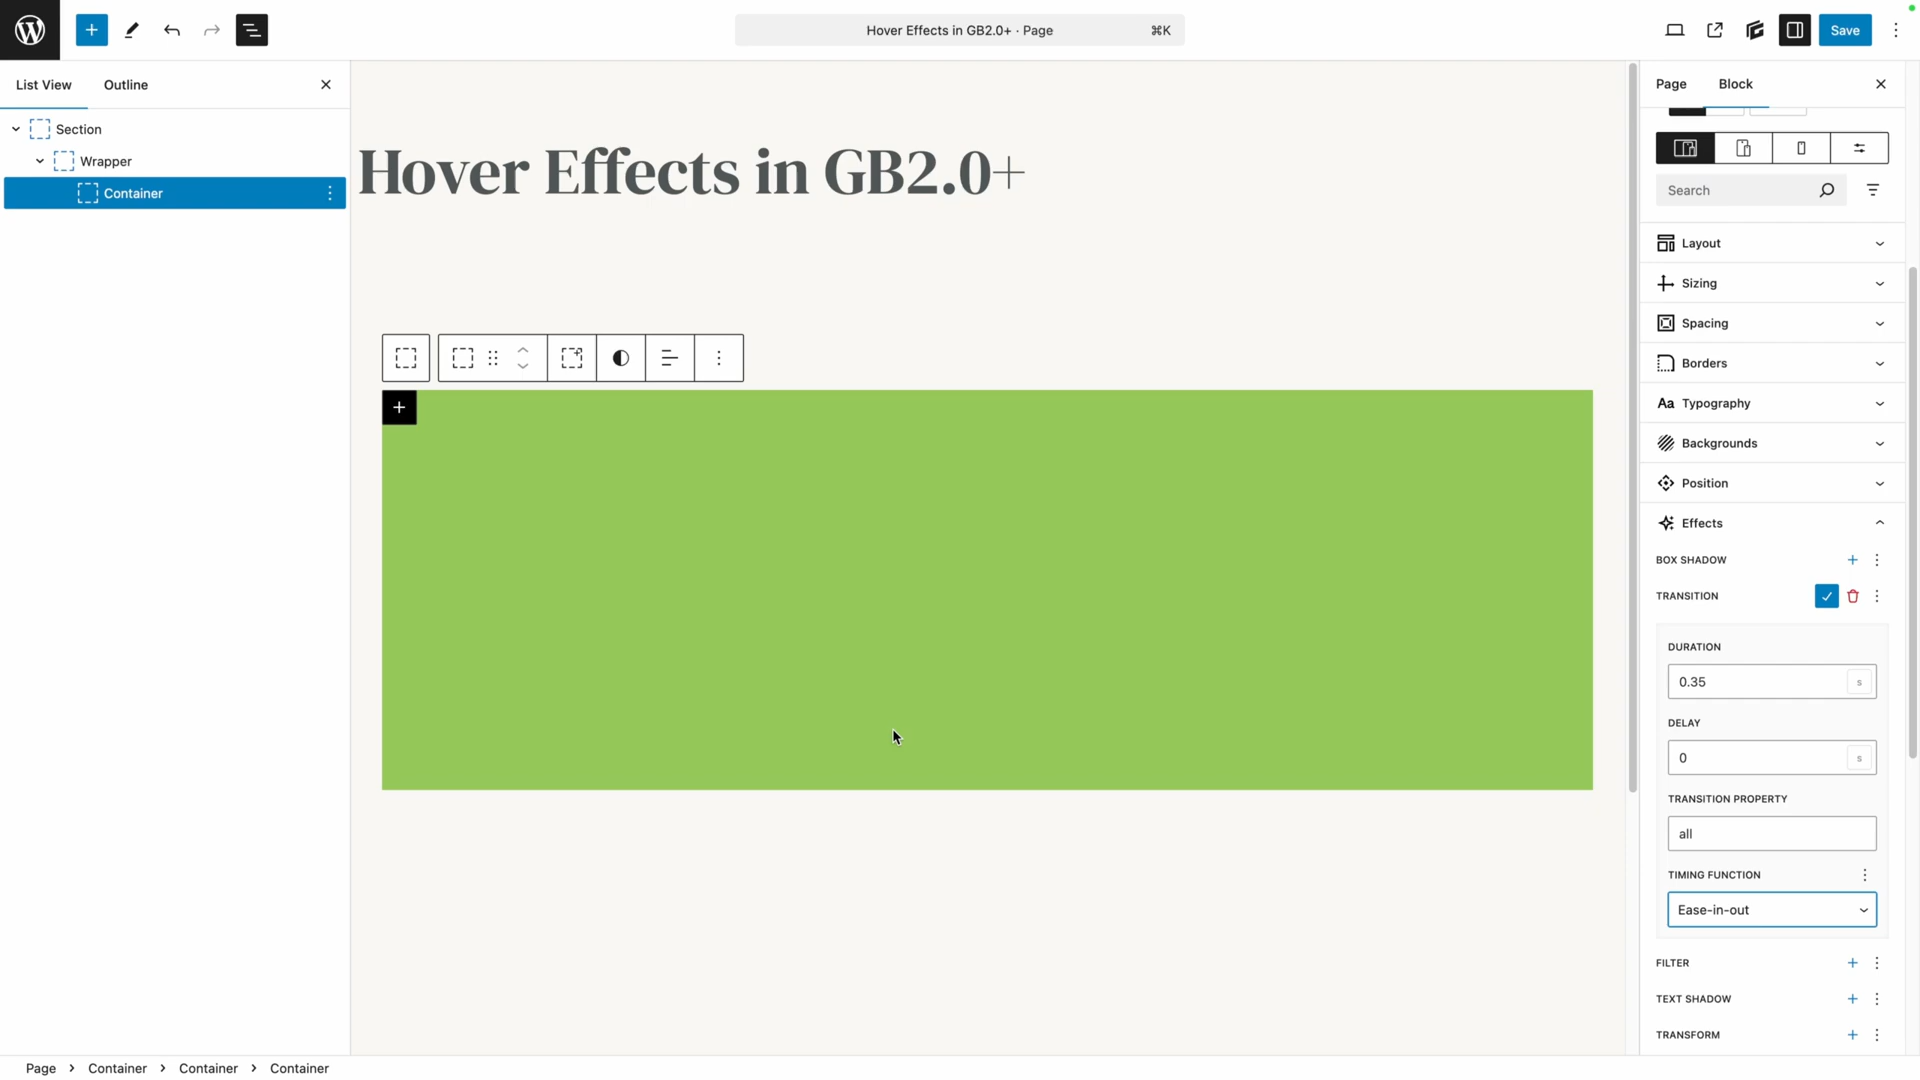 Hover Effects in GB2.0+ · Page ⌘K
Save
List View Outline
Section
Wrapper
Container
Hover Effects in GB2.0+
Page Block
Search
Layout
Sizing
Spacing
Borders
Aa Typography
Backgrounds
Position
Effects
BOX SHADOW
TRANSITION
DURATION
0.35 s
DELAY
0 s
TRANSITION PROPERTY
all
TIMING FUNCTION
Ease-in-out
FILTER
TEXT SHADOW
TRANSFORM
Page > Container > Container > Container